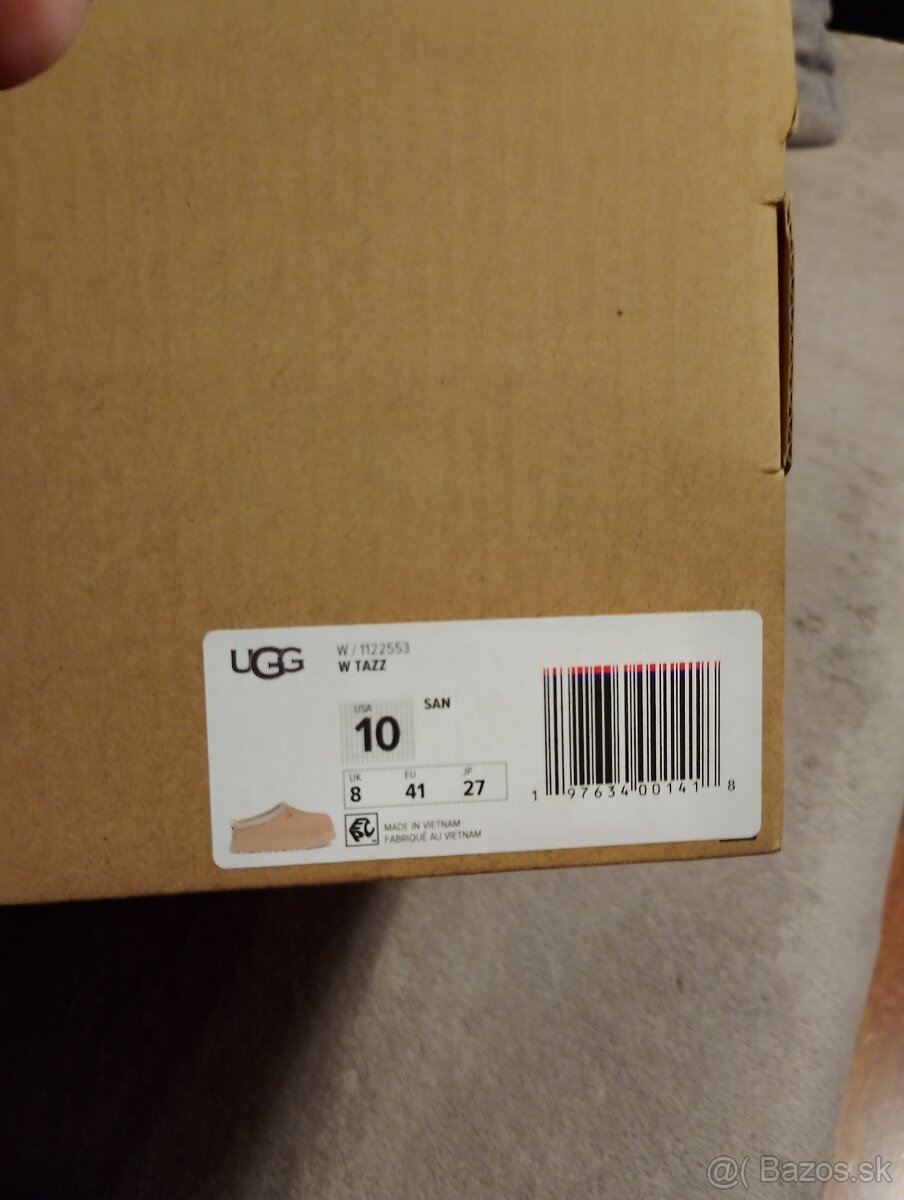 UGG
W / 1122553
W TAZZ
USA
10
SAN
UK EU JP
8 41 27
MADE IN VIETNAM
FABRIQUÉ AU VIETNAM
1 97634 00141 8
@( Bazos.sk